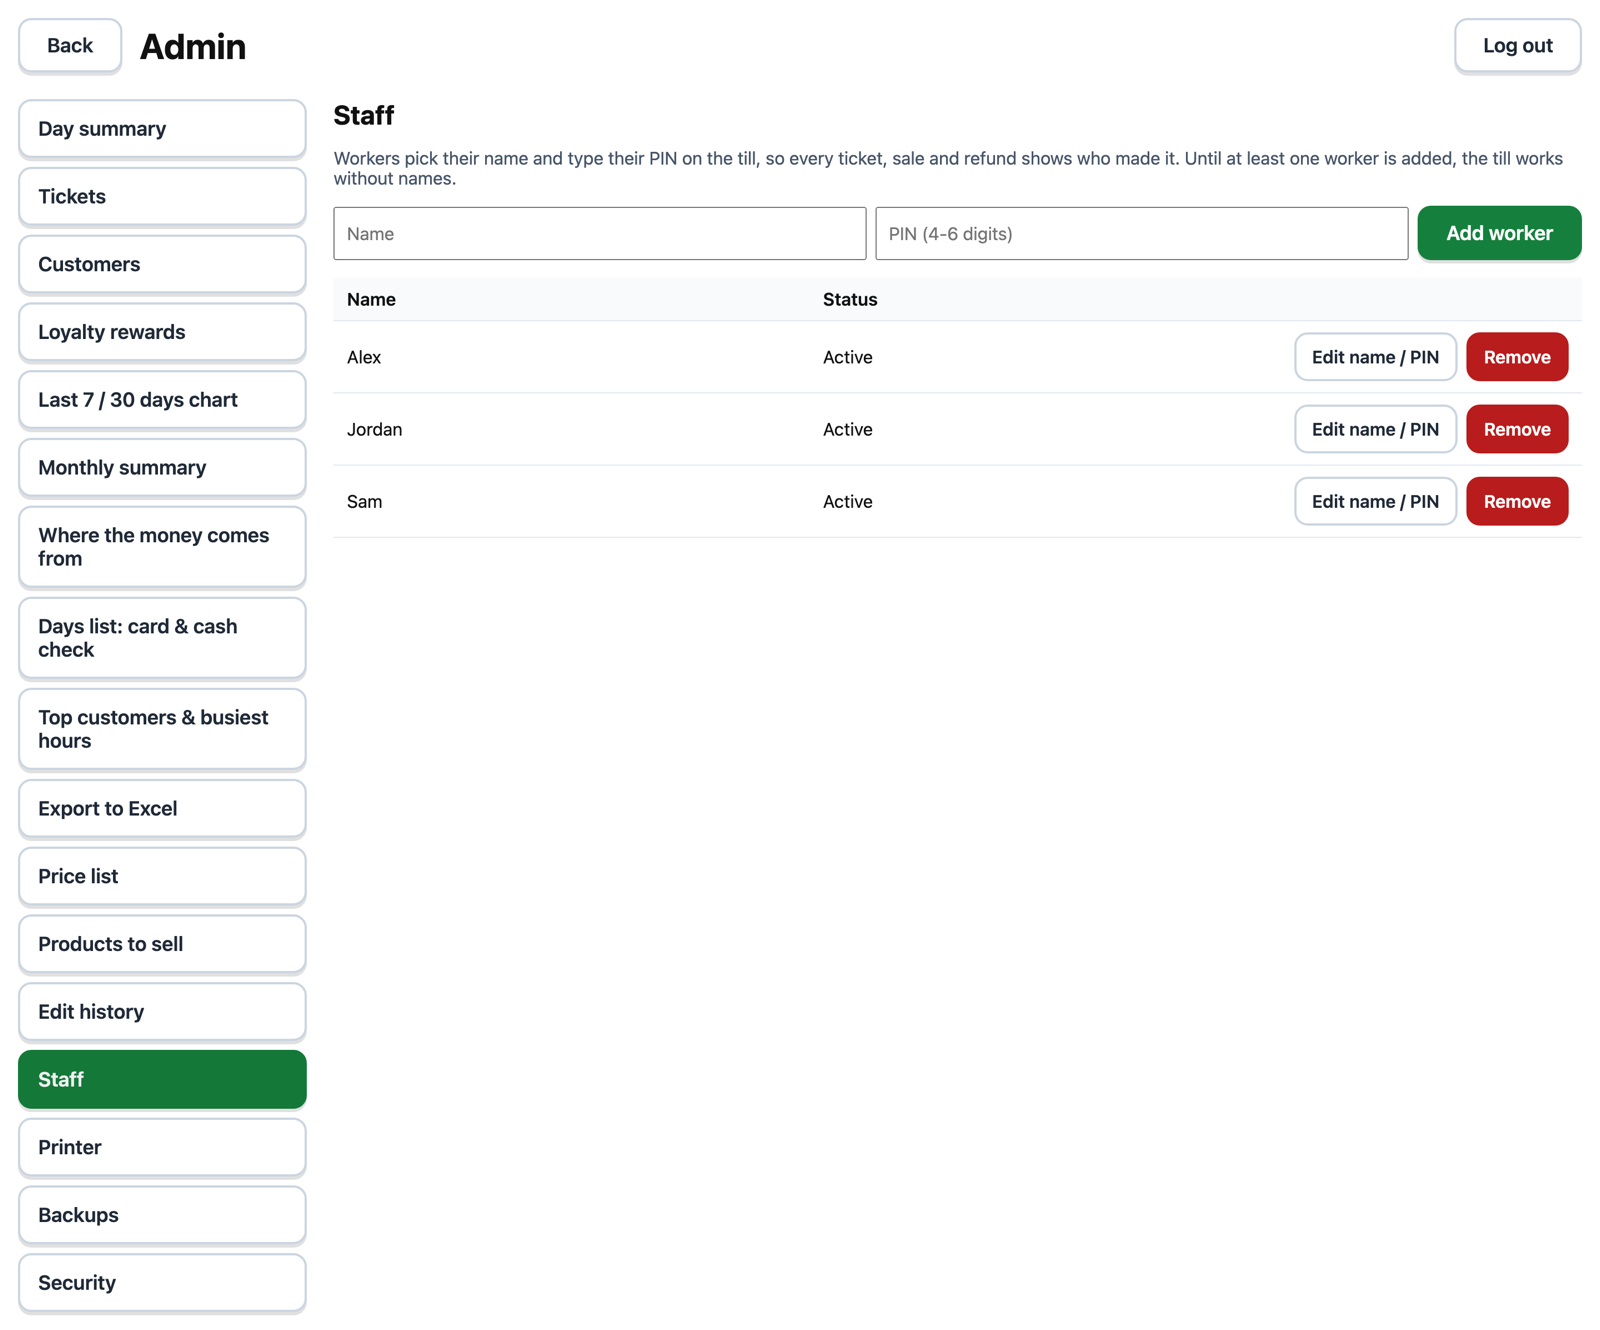 Back
Admin
Log out
Day summary
Tickets
Customers
Loyalty rewards
Last 7 / 30 days chart
Monthly summary
Where the money comes
from
Days list: card & cash
check
Top customers & busiest
hours
Export to Excel
Price list
Products to sell
Edit history
Staff
Printer
Backups
Security
Staff
Workers pick their name and type their PIN on the till, so every ticket, sale and refund shows who made it. Until at least one worker is added, the till works
without names.
Name
PIN (4-6 digits)
Add worker
Name Status
Alex Active Edit name / PIN Remove
Jordan Active Edit name / PIN Remove
Sam Active Edit name / PIN Remove